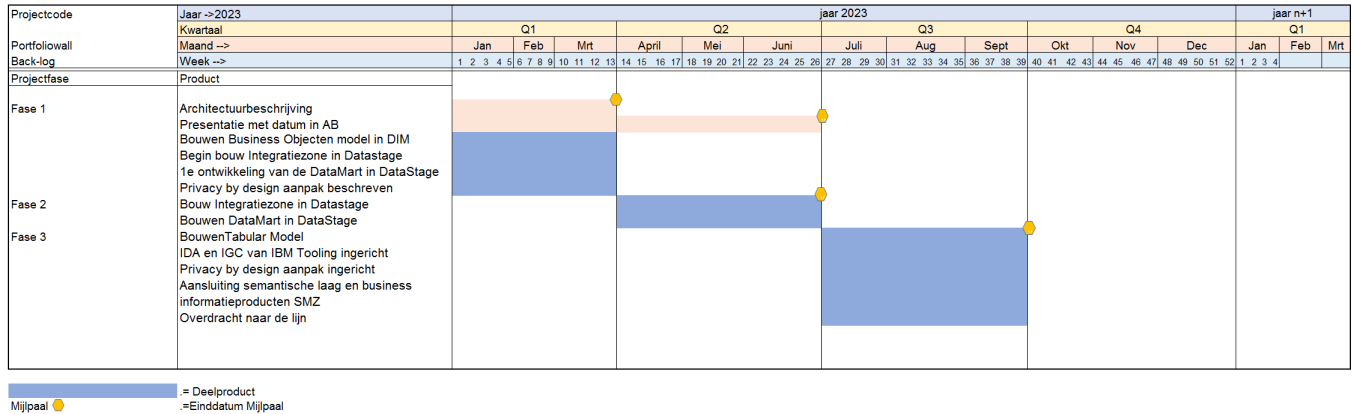 Projectcode Jaar ->2023 jaar 2023 jaar n+1
Kwartaal Q1 Q2 Q3 Q4 Q1
Portfoliowall Maand --> Jan Feb Mrt April Mei Juni Juli Aug Sept Okt Nov Dec Jan Feb Mrt
Back-log Week --> 1 2 3 4 5 6 7 8 9 10 11 12 13 14 15 16 17 18 19 20 21 22 23 24 25 26 27 28 29 30 31 32 33 34 35 36 37 38 39 40 41 42 43 44 45 46 47 48 49 50 51 52 1 2 3 4
Projectfase Product
Fase 1 Architectuurbeschrijving
Presentatie met datum in AB
Bouwen Business Objecten model in DIM
Begin bouw Integratiezone in Datastage
1e ontwikkeling van de DataMart in DataStage
Privacy by design aanpak beschreven
Fase 2 Bouw Integratiezone in Datastage
Bouwen DataMart in DataStage
Fase 3 BouwenTabular Model
IDA en IGC van IBM Tooling ingericht
Privacy by design aanpak ingericht
Aansluiting semantische laag en business
informatieproducten SMZ
Overdracht naar de lijn
.= Deelproduct
Mijlpaal .=Einddatum Mijlpaal